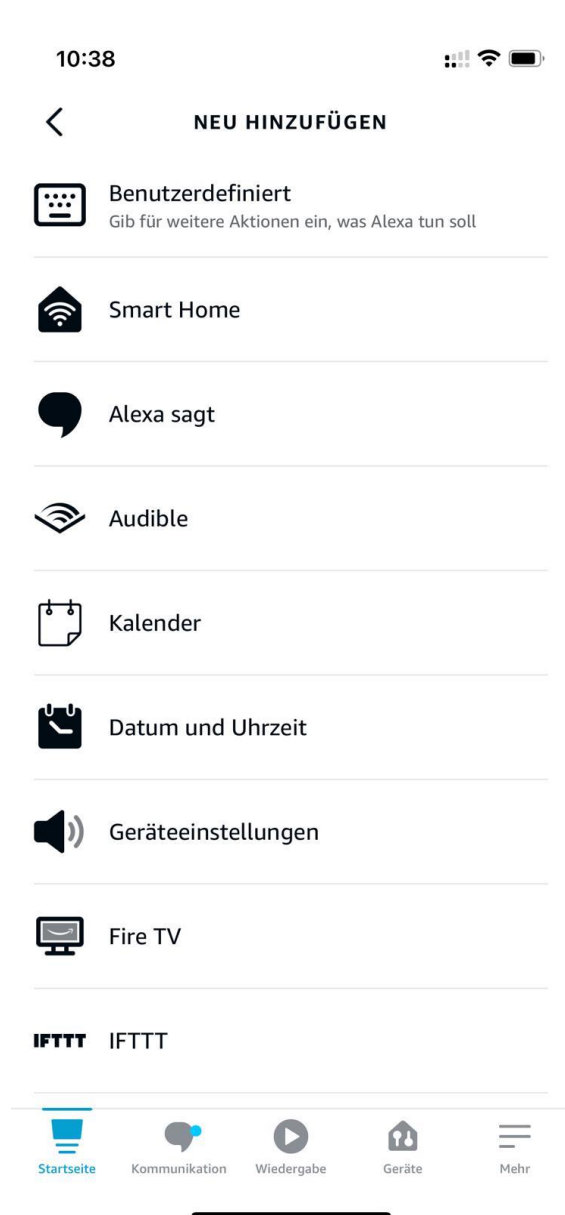 10:38
NEU HINZUFÜGEN
Benutzerdefiniert
Gib für weitere Aktionen ein, was Alexa tun soll
Smart Home
Alexa sagt
Audible
Kalender
Datum und Uhrzeit
Geräteeinstellungen
Fire TV
IFTTT IFTTT
Startseite Kommunikation Wiedergabe Geräte Mehr